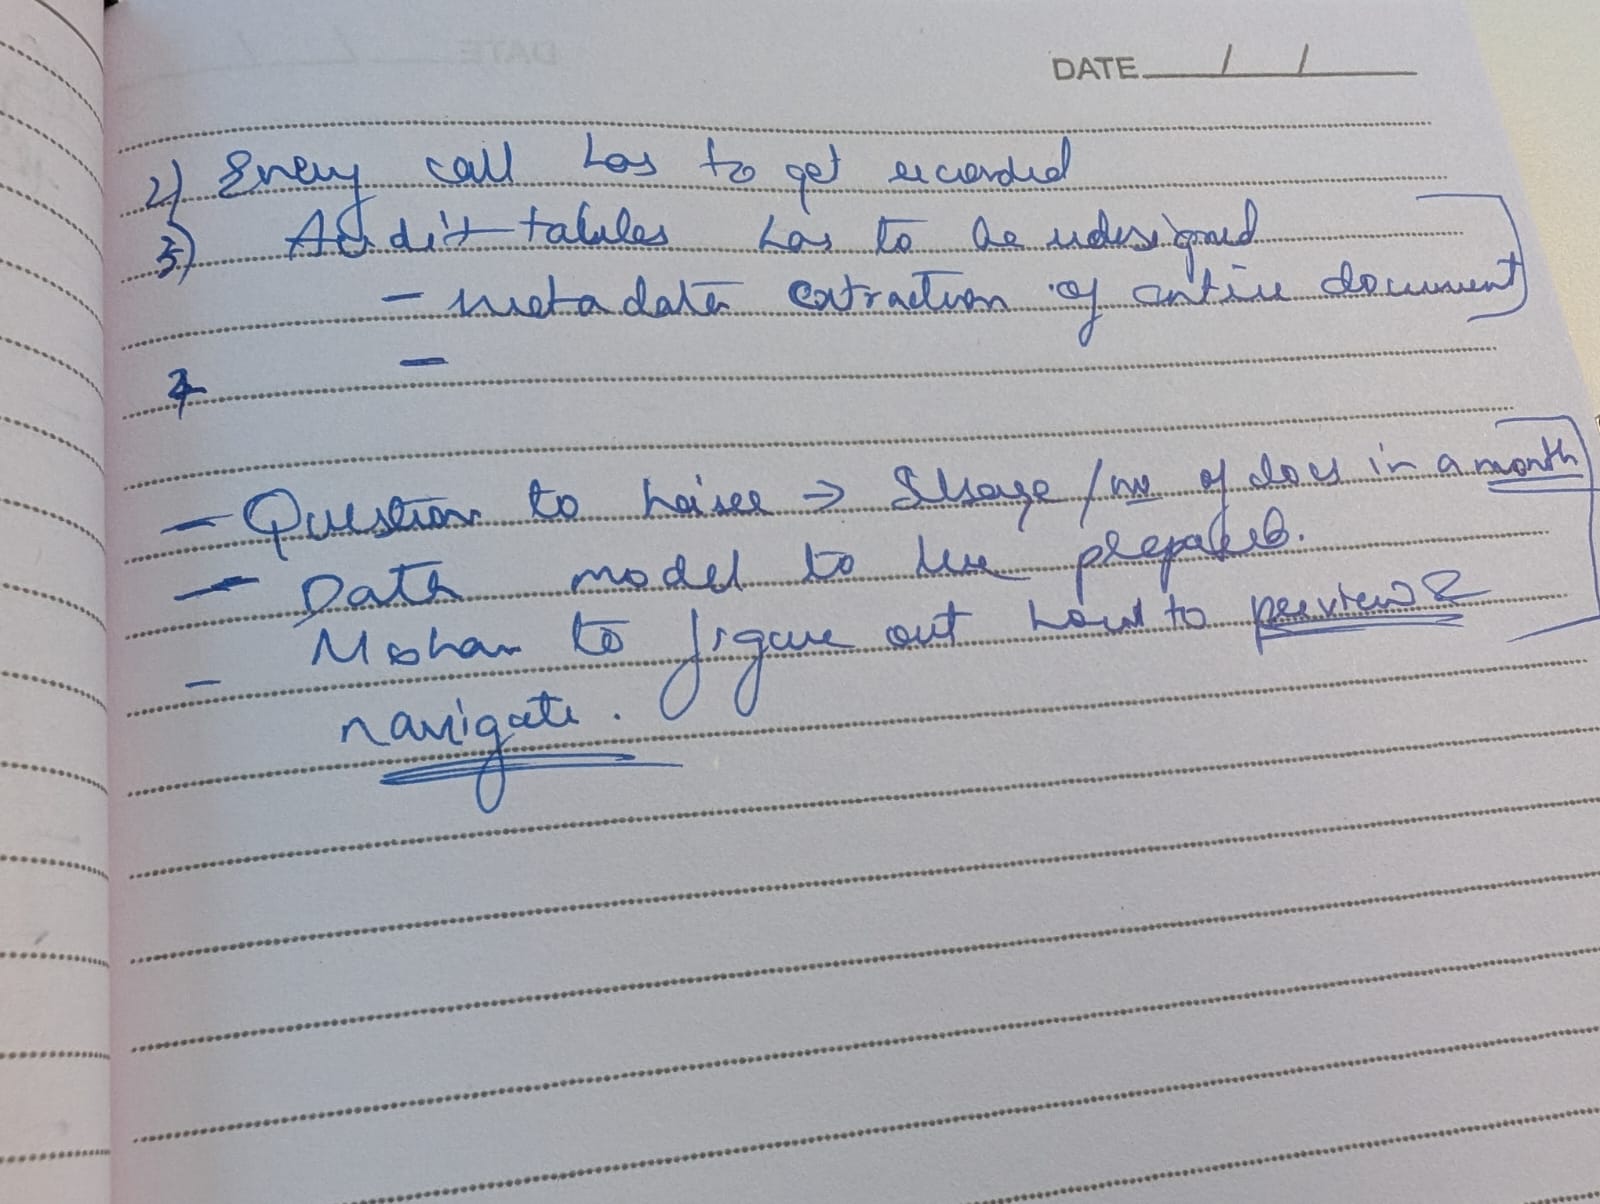 DATE / /
2) Every call has to get recorded
3) Audit tables has to be redesigned
- metadata extraction of entire document
-
4
- Question to raise → /no of docs in a month
- Data model to be prepared.
- Mohan to figure out how to preview &
navigate.